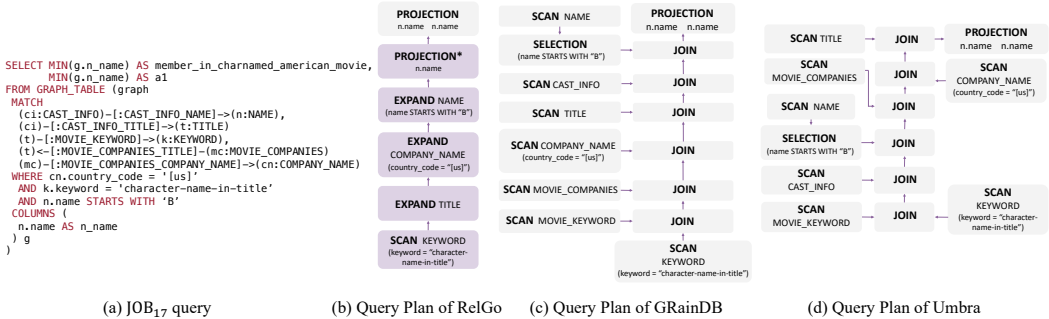 SELECT MIN(g.n_name) AS member_in_charnamed_american_movie,
MIN(g.n_name) AS a1
FROM GRAPH_TABLE (graph
MATCH
(ci:CAST_INFO)-[:CAST_INFO_NAME]->(n:NAME),
(ci)-[:CAST_INFO_TITLE]->(t:TITLE)
(t)-[:MOVIE_KEYWORD]->(k:KEYWORD),
(t)<-[:MOVIE_COMPANIES_TITLE]-(mc:MOVIE_COMPANIES)
(mc)-[:MOVIE_COMPANIES_COMPANY_NAME]->(cn:COMPANY_NAME)
WHERE cn.country_code = '[us]'
AND k.keyword = 'character-name-in-title'
AND n.name STARTS WITH 'B'
COLUMNS (
n.name AS n_name
) g
)
(a) JOB17 query
PROJECTION
n.name n.name
PROJECTION*
n.name
EXPAND NAME
(name STARTS WITH "B")
EXPAND
COMPANY_NAME
(country_code = "[us]")
EXPAND TITLE
SCAN KEYWORD
(keyword = "character-
name-in-title")
(b) Query Plan of RelGo
SCAN NAME
PROJECTION
n.name n.name
SELECTION
(name STARTS WITH "B")
JOIN
SCAN CAST_INFO
JOIN
SCAN TITLE
JOIN
SCAN COMPANY_NAME
(country_code = "[us]")
JOIN
SCAN MOVIE_COMPANIES
JOIN
SCAN MOVIE_KEYWORD
JOIN
SCAN
KEYWORD
(keyword = "character-name-in-title")
(c) Query Plan of GRainDB
SCAN TITLE
JOIN
PROJECTION
n.name n.name
SCAN
MOVIE_COMPANIES
JOIN
SCAN
COMPANY_NAME
(country_code = "[us]")
SCAN NAME
JOIN
SELECTION
(name STARTS WITH "B")
JOIN
SCAN
CAST_INFO
JOIN
SCAN
MOVIE_KEYWORD
JOIN
SCAN
KEYWORD
(keyword = "character-
name-in-title")
(d) Query Plan of Umbra